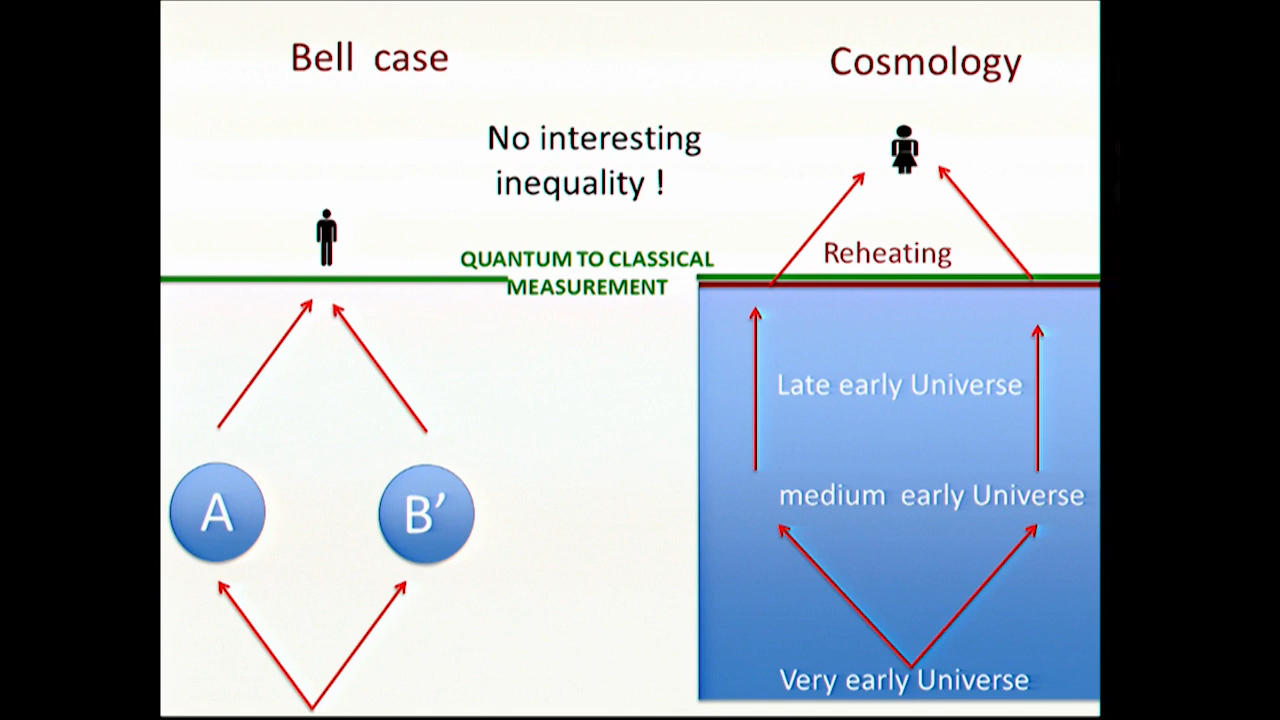 Bell case
Cosmology
No interesting
inequality !
QUANTUM TO CLASSICAL
MEASUREMENT
Reheating
Late early Universe
A
B’
medium early Universe
Very early Universe